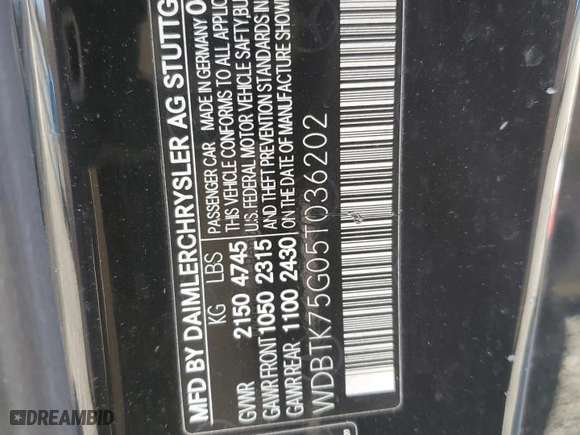 MFD BY DAIMLERCHRYSLER AG STUTTG
KG LBS PASSENGER CAR MADE IN GERMANY 0
GVWR 2150 4745 THIS VEHICLE CONFORMS TO ALL APPLIC
U.S. FEDERAL MOTOR VEHICLE SAFETY, BU
GAWR FRONT 1050 2315 AND THEFT PREVENTION STANDARDS IN
GAWR REAR 1100 2430 ON THE DATE OF MANUFACTURE SHOWN
WDBTK75G05T036202
DREAMBID